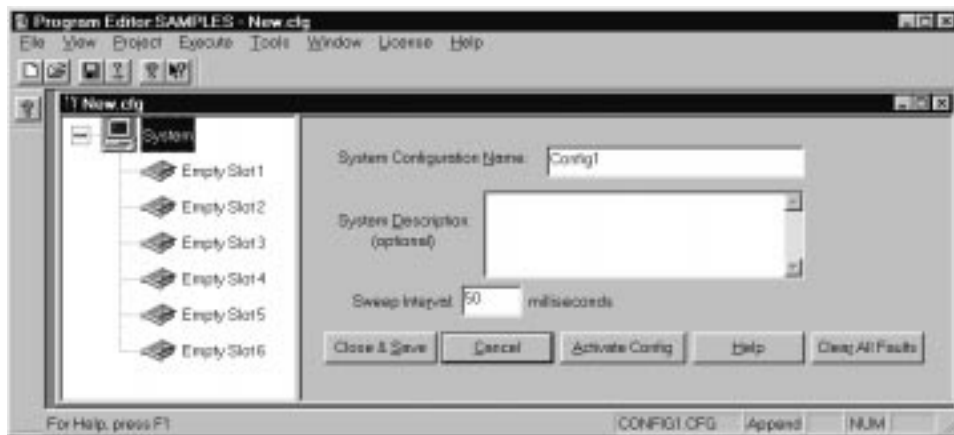 Program Editor:SAMPLES - New.cfg
File View Project Execute Tools Window License Help
New.cfg
System
Empty Slot1
Empty Slot2
Empty Slot3
Empty Slot4
Empty Slot5
Empty Slot6
System Configuration Name: Config1
System Description
(optional)
Sweep Interval: 50 milliseconds
Close & Save Cancel Activate Config Help Clear All Faults
For Help, press F1 CONFIG1.CFG Append NUM